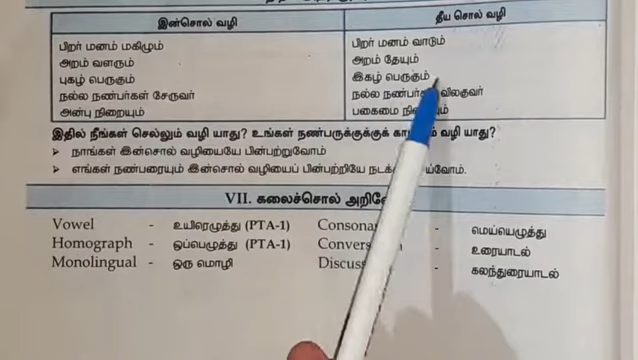 இன்சொல் வழி தீய சொல் வழி
பிறர் மனம் மகிழும் பிறர் மனம் வாடும்
அறம் வளரும் அறம் தேயும்
புகழ் பெருகும் இகழ் பெருகும்
நல்ல நண்பர்கள் சேருவர் நல்ல விலகுவர்
அன்பு நிறையும் பகைமை
இதில் நீங்கள் செல்லும் வழி யாது? உங்கள் நண்பருக்குக்குக் வழி யாது?
➢ நாங்கள் இன்சொல் வழியையே பின்பற்றுவோம்
➢ எங்கள் நண்பரையும் இன்சொல் வழியைப் பின்பற்றியே
VII. கலைச்சொல்
Vowel - உயிரெழுத்து (PTA-1) - மெய்யெழுத்து
Homograph - ஒப்பெழுத்து (PTA-1) - உரையாடல்
Monolingual - ஒரு மொழி - கலந்துரையாடல்